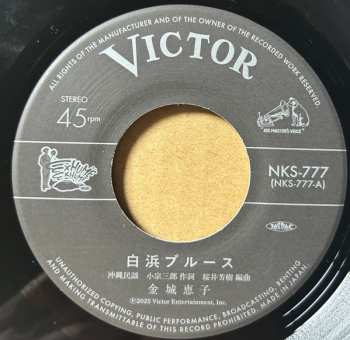 ALL RIGHTS OF THE MANUFACTURER AND OF THE OWNER OF THE RECORDED WORK RESERVED
VICTOR
STEREO
45rpm
"HIS MASTER'S VOICE"
NKS-777
(NKS-777-A)
白浜ブルース
沖縄民謡 小宗三郎 作詞 桜井芳樹 編曲
金城恵子
Ⓟ2025 Victor Entertainment, Inc.
UNAUTHORIZED COPYING, PUBLIC PERFORMANCE, BROADCASTING, RENTING
AND MAKING TRANSMITTABLE OF THIS RECORD PROHIBITED. MADE IN JAPAN